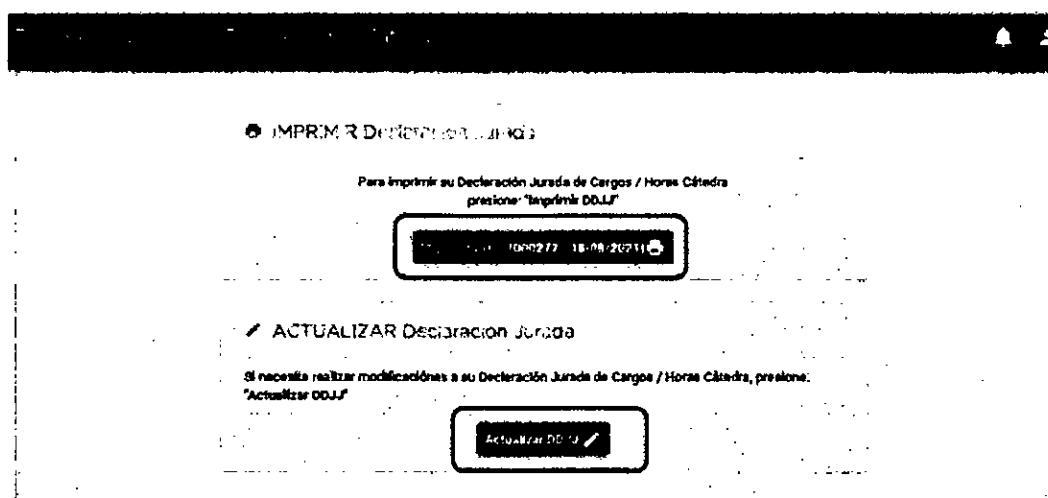 IMPRIMIR Declaración Jurada
Para imprimir su Declaración Jurada de Cargos / Horas Cátedra
presione: "Imprimir DDJJ"
ACTUALIZAR Declaración Jurada
Si necesita realizar modificaciónes a su Declaración Jurada de Cargos / Horas Cátedra, presione:
"Actualizar DDJJ"
Actualizar DDJJ